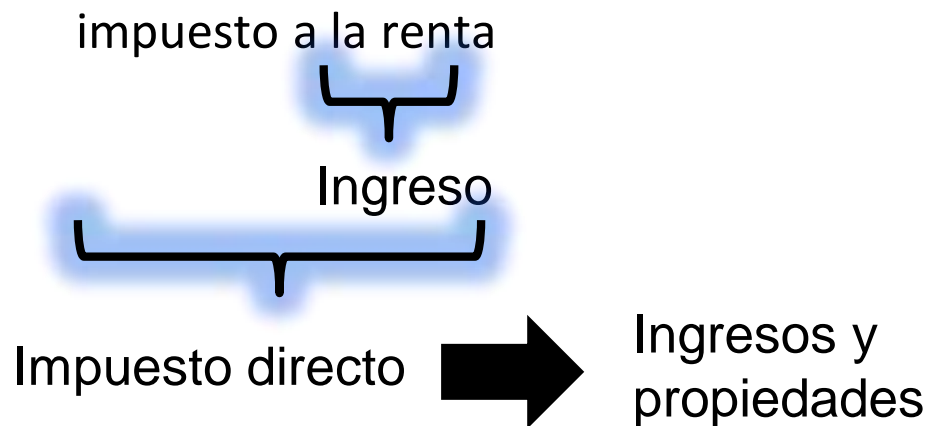 impuesto a la renta
Ingreso
Impuesto directo
Ingresos y
propiedades